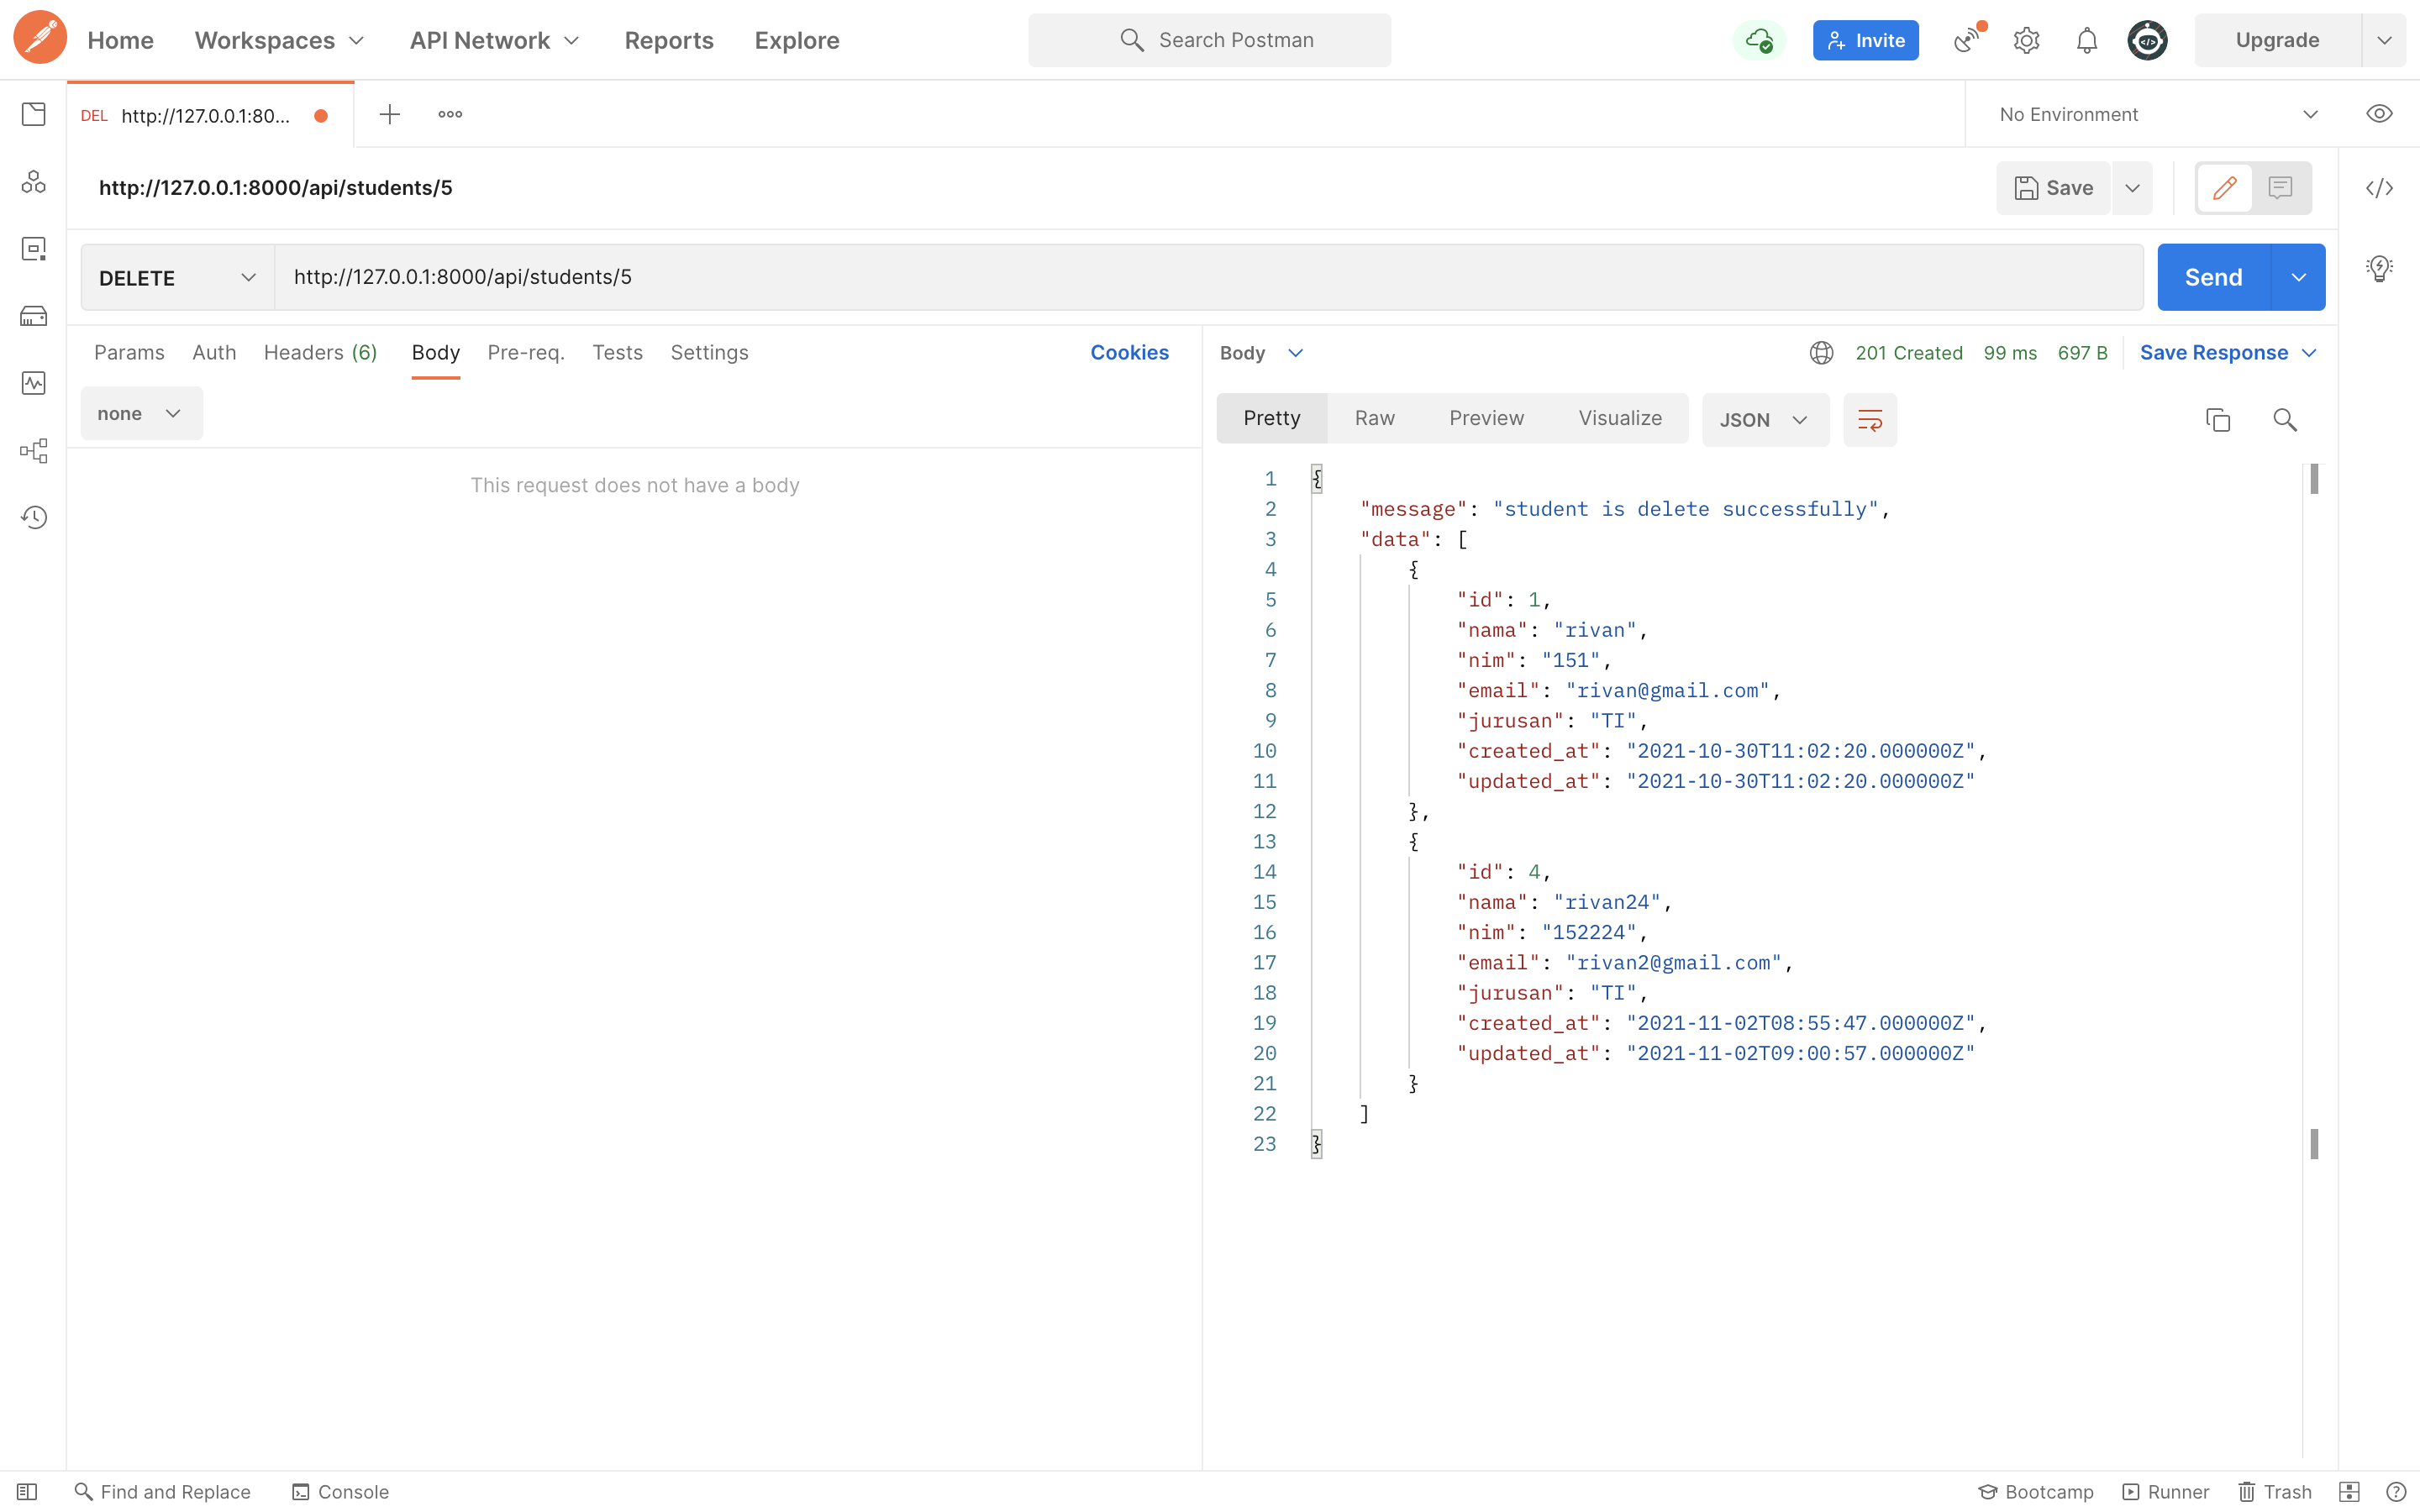 Home Workspaces API Network Reports Explore Search Postman Invite Upgrade
DEL http://127.0.0.1:80... No Environment
http://127.0.0.1:8000/api/students/5 Save
DELETE http://127.0.0.1:8000/api/students/5 Send
Params Auth Headers (6) Body Pre-req. Tests Settings Cookies
none
This request does not have a body
Body 201 Created 99 ms 697 B Save Response
Pretty Raw Preview Visualize JSON
1 {
2 "message": "student is delete successfully",
3 "data": [
4 {
5 "id": 1,
6 "nama": "rivan",
7 "nim": "151",
8 "email": "rivan@gmail.com",
9 "jurusan": "TI",
10 "created_at": "2021-10-30T11:02:20.000000Z",
11 "updated_at": "2021-10-30T11:02:20.000000Z"
12 },
13 {
14 "id": 4,
15 "nama": "rivan24",
16 "nim": "152224",
17 "email": "rivan2@gmail.com",
18 "jurusan": "TI",
19 "created_at": "2021-11-02T08:55:47.000000Z",
20 "updated_at": "2021-11-02T09:00:57.000000Z"
21 }
22 ]
23 }
Find and Replace Console Bootcamp Runner Trash